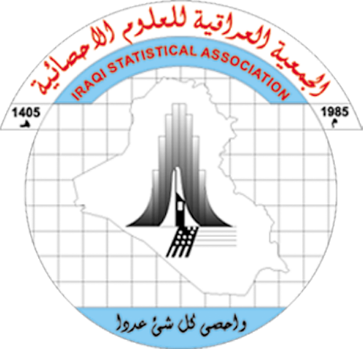 الجمعية العراقية للعلوم الاحصائية
IRAQI STATISTICAL ASSOCIATION
1405 هـ
1985 م
واحصى كل شئ عددا